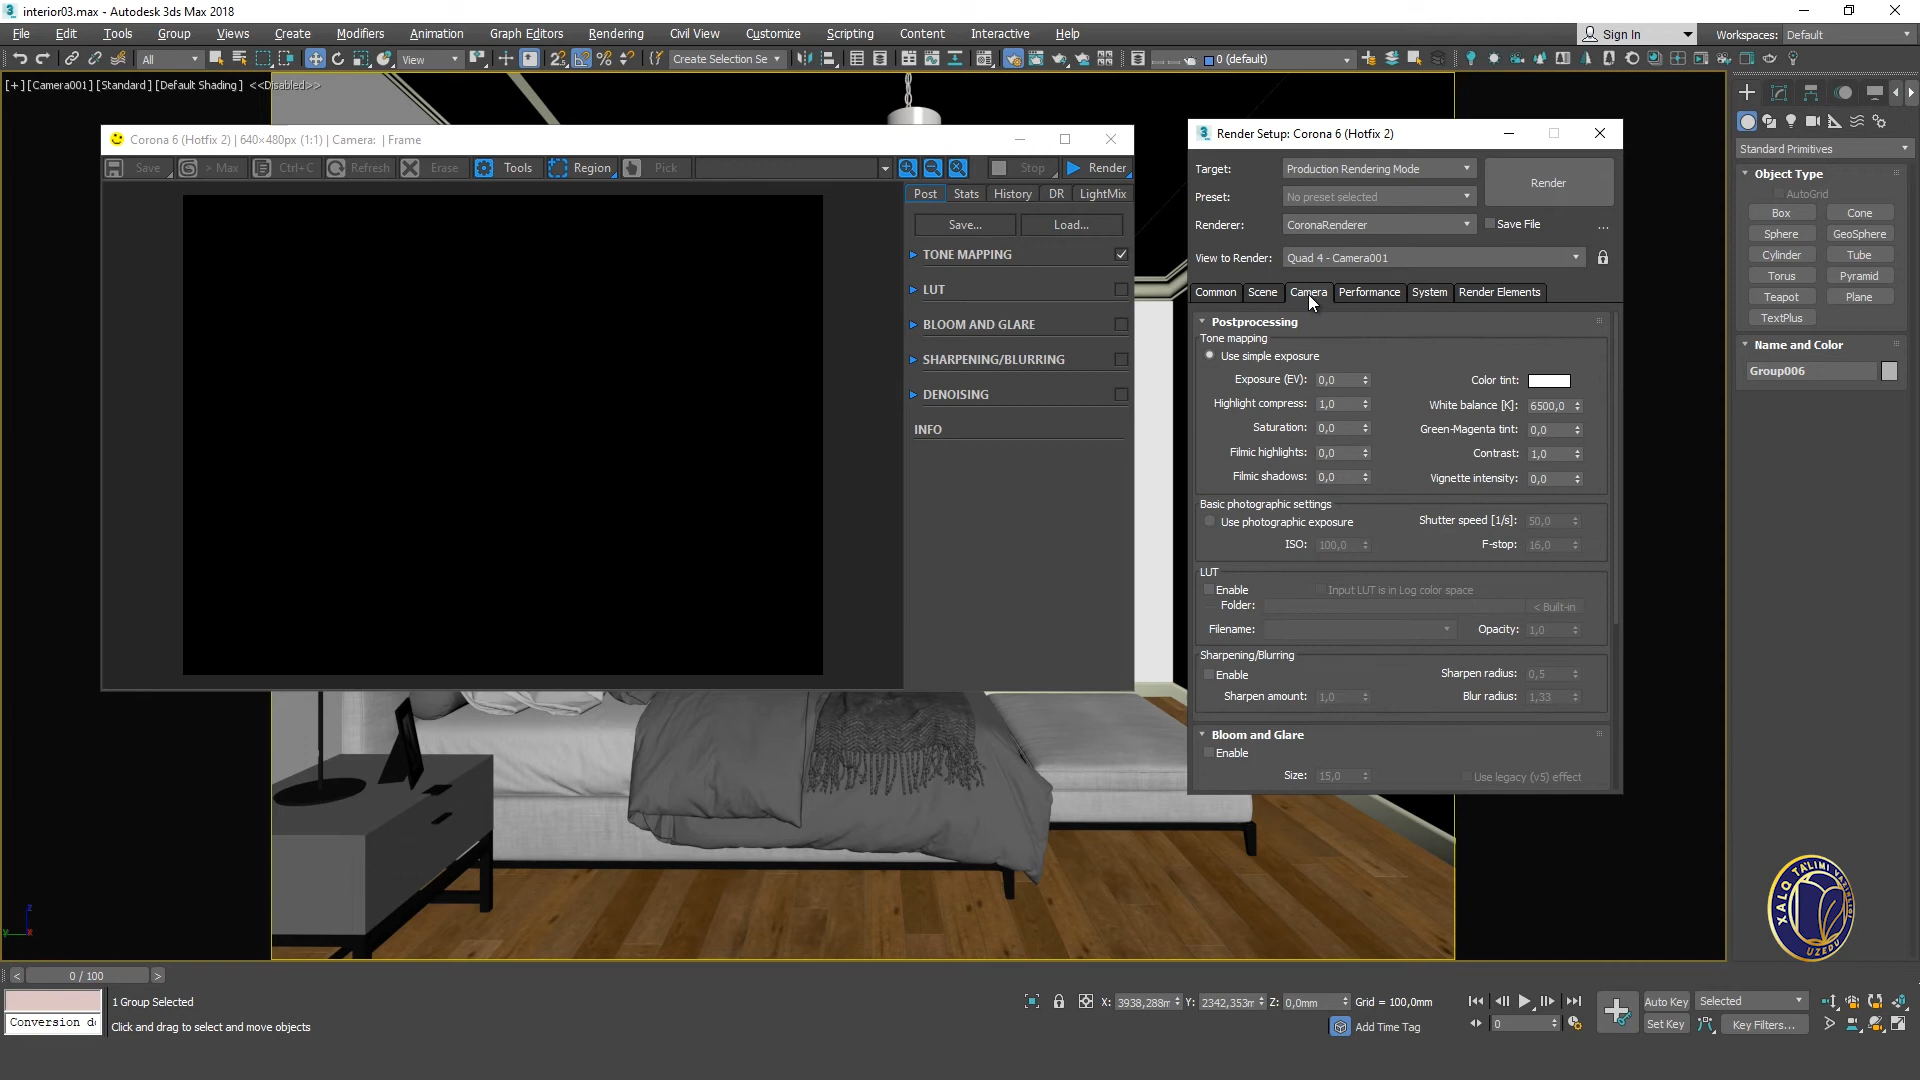 interior03.max - Autodesk 3ds Max 2018
File Edit Tools Group Views Create Modifiers Animation Graph Editors Rendering Civil View Customize Scripting Content Interactive Help
Sign In Workspaces: Default
All View Create Selection Se 0 (default)
[+] [Camera001] [Standard] [Default Shading] <<Disabled>>
Corona 6 (Hotfix 2) | 640×480px (1:1) | Camera: | Frame
Save > Max Ctrl+C Refresh Erase Tools Region Pick Stop Render
Post Stats History DR LightMix
Save... Load...
TONE MAPPING
LUT
BLOOM AND GLARE
SHARPENING/BLURRING
DENOISING
INFO
Render Setup: Corona 6 (Hotfix 2)
Target: Production Rendering Mode
Render
Preset: No preset selected
Renderer: CoronaRenderer Save File ...
View to Render: Quad 4 - Camera001
Common Scene Camera Performance System Render Elements
Postprocessing
Tone mapping
Use simple exposure
Exposure (EV): 0,0 Color tint:
Highlight compress: 1,0 White balance [K]: 6500,0
Saturation: 0,0 Green-Magenta tint: 0,0
Filmic highlights: 0,0 Contrast: 1,0
Filmic shadows: 0,0 Vignette intensity: 0,0
Basic photographic settings
Use photographic exposure Shutter speed [1/s]: 50,0
ISO: 100,0 F-stop: 16,0
LUT
Enable Input LUT is in Log color space
Folder: < Built-in
Filename: Opacity: 1,0
Sharpening/Blurring
Enable Sharpen radius: 0,5
Sharpen amount: 1,0 Blur radius: 1,33
Bloom and Glare
Enable
Size: 15,0 Use legacy (v5) effect
Standard Primitives
Object Type
AutoGrid
Box Cone
Sphere GeoSphere
Cylinder Tube
Torus Pyramid
Teapot Plane
TextPlus
Name and Color
Group006
XALQ TA'LIMI VAZIRLIGI
UZEDU
z
y x
< 0 / 100 >
1 Group Selected
Conversion d
Click and drag to select and move objects
X: 3938,288m Y: 2342,353m Z: 0,0mm Grid = 100,0mm
Add Time Tag
0
Auto Key Selected
Set Key Key Filters...